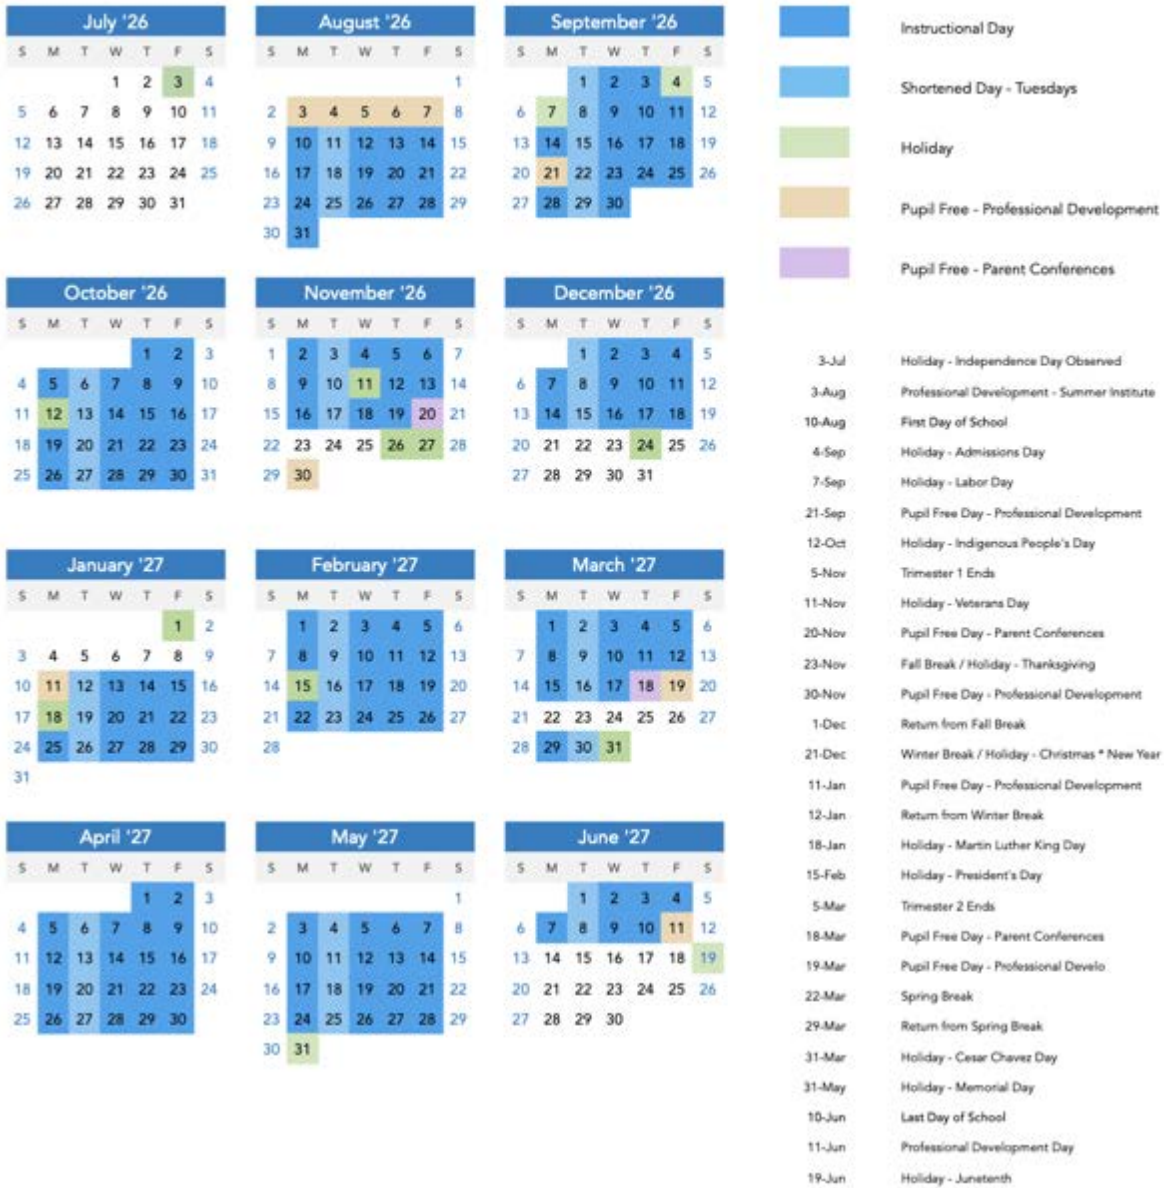 July '26
S M T W T F S
1 2 3 4
5 6 7 8 9 10 11
12 13 14 15 16 17 18
19 20 21 22 23 24 25
26 27 28 29 30 31
August '26
S M T W T F S
1
2 3 4 5 6 7 8
9 10 11 12 13 14 15
16 17 18 19 20 21 22
23 24 25 26 27 28 29
30 31
September '26
S M T W T F S
1 2 3 4 5
6 7 8 9 10 11 12
13 14 15 16 17 18 19
20 21 22 23 24 25 26
27 28 29 30
October '26
S M T W T F S
1 2 3
4 5 6 7 8 9 10
11 12 13 14 15 16 17
18 19 20 21 22 23 24
25 26 27 28 29 30 31
November '26
S M T W T F S
1 2 3 4 5 6 7
8 9 10 11 12 13 14
15 16 17 18 19 20 21
22 23 24 25 26 27 28
29 30
December '26
S M T W T F S
1 2 3 4 5
6 7 8 9 10 11 12
13 14 15 16 17 18 19
20 21 22 23 24 25 26
27 28 29 30 31
January '27
S M T W T F S
1 2
3 4 5 6 7 8 9
10 11 12 13 14 15 16
17 18 19 20 21 22 23
24 25 26 27 28 29 30
31
February '27
S M T W T F S
1 2 3 4 5 6
7 8 9 10 11 12 13
14 15 16 17 18 19 20
21 22 23 24 25 26 27
28
March '27
S M T W T F S
1 2 3 4 5 6
7 8 9 10 11 12 13
14 15 16 17 18 19 20
21 22 23 24 25 26 27
28 29 30 31
April '27
S M T W T F S
1 2 3
4 5 6 7 8 9 10
11 12 13 14 15 16 17
18 19 20 21 22 23 24
25 26 27 28 29 30
May '27
S M T W T F S
1
2 3 4 5 6 7 8
9 10 11 12 13 14 15
16 17 18 19 20 21 22
23 24 25 26 27 28 29
30 31
June '27
S M T W T F S
1 2 3 4 5
6 7 8 9 10 11 12
13 14 15 16 17 18 19
20 21 22 23 24 25 26
27 28 29 30
Instructional Day
Shortened Day - Tuesdays
Holiday
Pupil Free - Professional Development
Pupil Free - Parent Conferences
3-Jul Holiday - Independence Day Observed
3-Aug Professional Development - Summer Institute
10-Aug First Day of School
4-Sep Holiday - Admissions Day
7-Sep Holiday - Labor Day
21-Sep Pupil Free Day - Professional Development
12-Oct Holiday - Indigenous People's Day
5-Nov Trimester 1 Ends
11-Nov Holiday - Veterans Day
20-Nov Pupil Free Day - Parent Conferences
23-Nov Fall Break / Holiday - Thanksgiving
30-Nov Pupil Free Day - Professional Development
1-Dec Return from Fall Break
21-Dec Winter Break / Holiday - Christmas * New Year
11-Jan Pupil Free Day - Professional Development
12-Jan Return from Winter Break
18-Jan Holiday - Martin Luther King Day
15-Feb Holiday - President's Day
5-Mar Trimester 2 Ends
18-Mar Pupil Free Day - Parent Conferences
19-Mar Pupil Free Day - Professional Develo
22-Mar Spring Break
29-Mar Return from Spring Break
31-Mar Holiday - Cesar Chavez Day
31-May Holiday - Memorial Day
10-Jun Last Day of School
11-Jun Professional Development Day
19-Jun Holiday - Junetenth